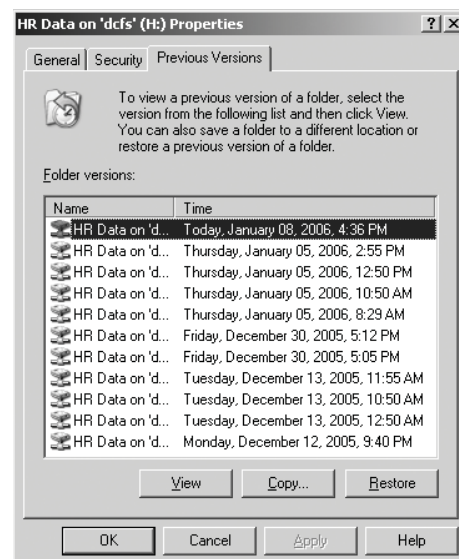 HR Data on 'dcfs' (H:) Properties ? X
General Security Previous Versions
To view a previous version of a folder, select the
version from the following list and then click View.
You can also save a folder to a different location or
restore a previous version of a folder.
Folder versions:
Name Time
HR Data on 'd... Today, January 08, 2006, 4:36 PM
HR Data on 'd... Thursday, January 05, 2006, 2:55 PM
HR Data on 'd... Thursday, January 05, 2006, 12:50 PM
HR Data on 'd... Thursday, January 05, 2006, 10:50 AM
HR Data on 'd... Thursday, January 05, 2006, 8:29 AM
HR Data on 'd... Friday, December 30, 2005, 5:12 PM
HR Data on 'd... Friday, December 30, 2005, 5:05 PM
HR Data on 'd... Tuesday, December 13, 2005, 11:55 AM
HR Data on 'd... Tuesday, December 13, 2005, 10:50 AM
HR Data on 'd... Tuesday, December 13, 2005, 12:50 AM
HR Data on 'd... Monday, December 12, 2005, 9:40 PM
View Copy... Restore
OK Cancel Apply Help